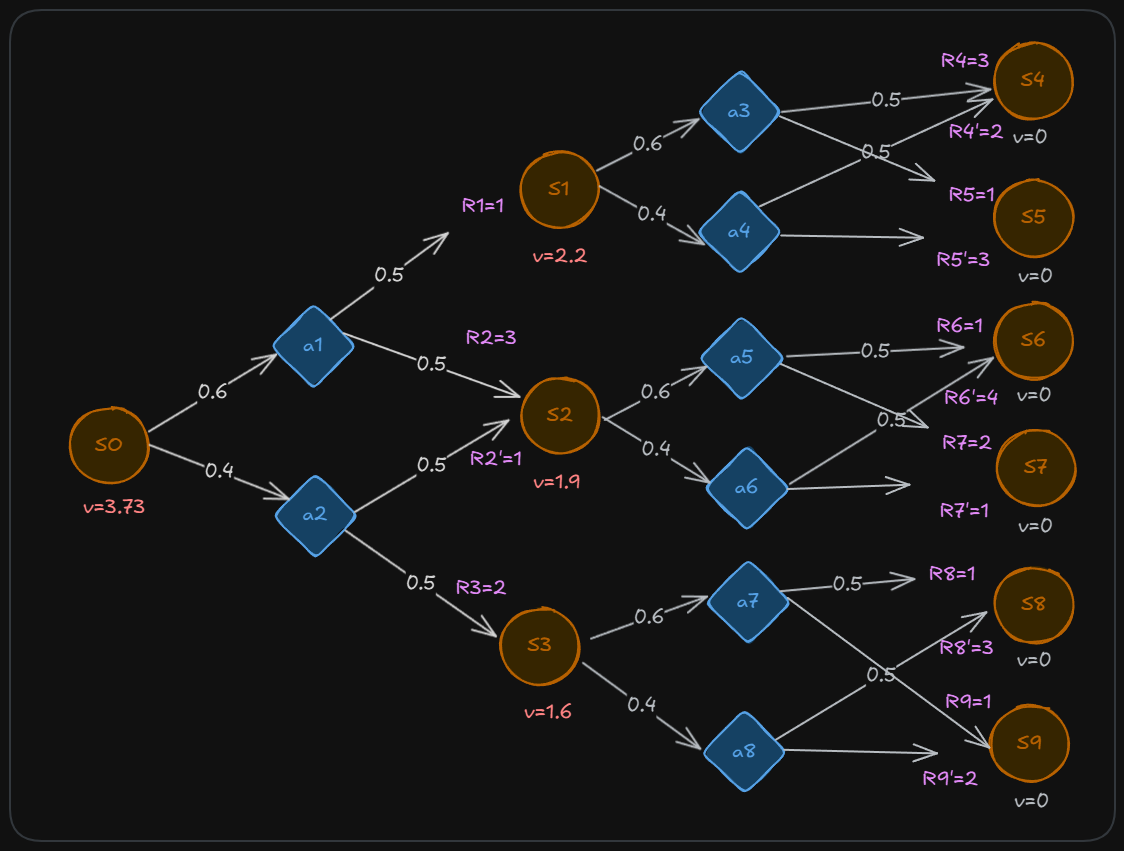 R4=3
S4
a3
0.5
R4'=2
v=0
0.6
0.5
S1
R5=1
R1=1
0.4
a4
S5
v=2.2
R5'=3
0.5
v=0
R2=3
R6=1
S6
a1
0.5
a5
0.5
0.6
0.6
R6'=4
v=0
S2
0.5
S0
R2'=1
0.4
R7=2
0.5
S7
0.4
v=1.9
a6
v=3.73
a2
R7'=1
v=0
0.5
R3=2
0.5
R8=1
a7
S8
0.6
S3
R8'=3
v=0
0.5
0.4
R9=1
v=1.6
a8
S9
R9'=2
v=0